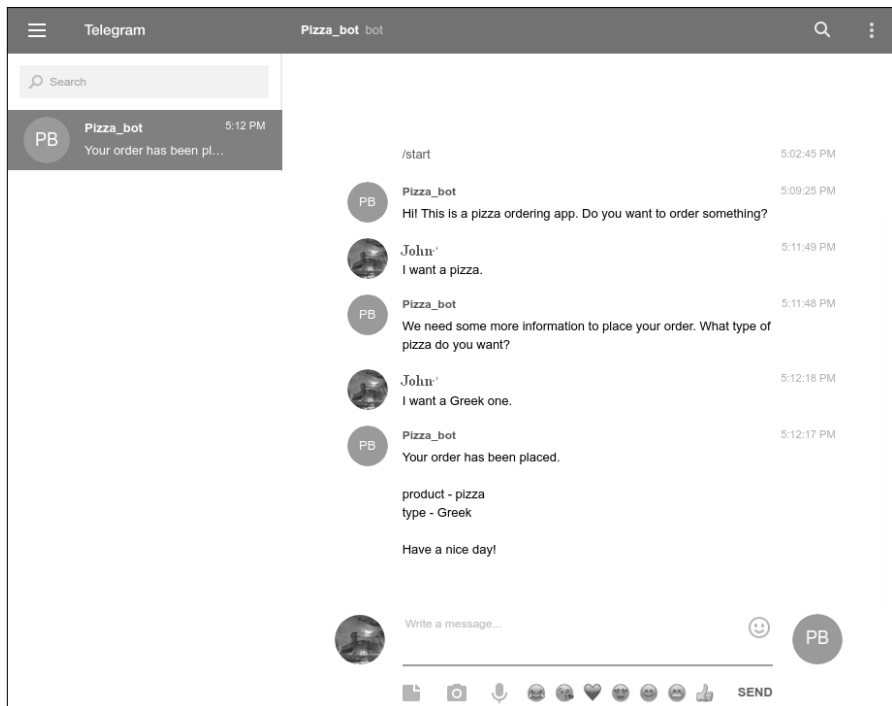 Telegram
Pizza_bot bot
Search
PB
Pizza_bot 5:12 PM
Your order has been pl...
/start 5:02:45 PM
PB
Pizza_bot 5:09:25 PM
Hi! This is a pizza ordering app. Do you want to order something?
John 5:11:49 PM
I want a pizza.
PB
Pizza_bot 5:11:48 PM
We need some more information to place your order. What type of
pizza do you want?
John 5:12:18 PM
I want a Greek one.
PB
Pizza_bot 5:12:17 PM
Your order has been placed.
product - pizza
type - Greek
Have a nice day!
Write a message...
PB
SEND